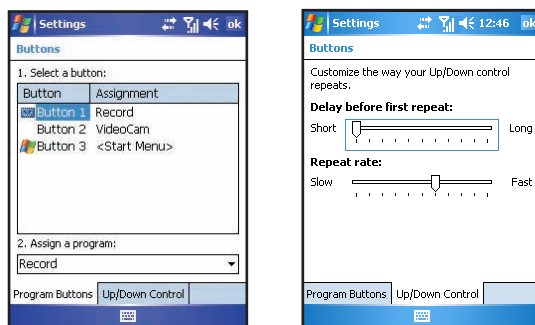 Settings ok
Buttons
1. Select a button:
Button Assignment
Button 1 Record
Button 2 VideoCam
Button 3 <Start Menu>
2. Assign a program:
Record
Program Buttons Up/Down Control
Settings 12:46 ok
Buttons
Customize the way your Up/Down control
repeats.
Delay before first repeat:
Short Long
Repeat rate:
Slow Fast
Program Buttons Up/Down Control